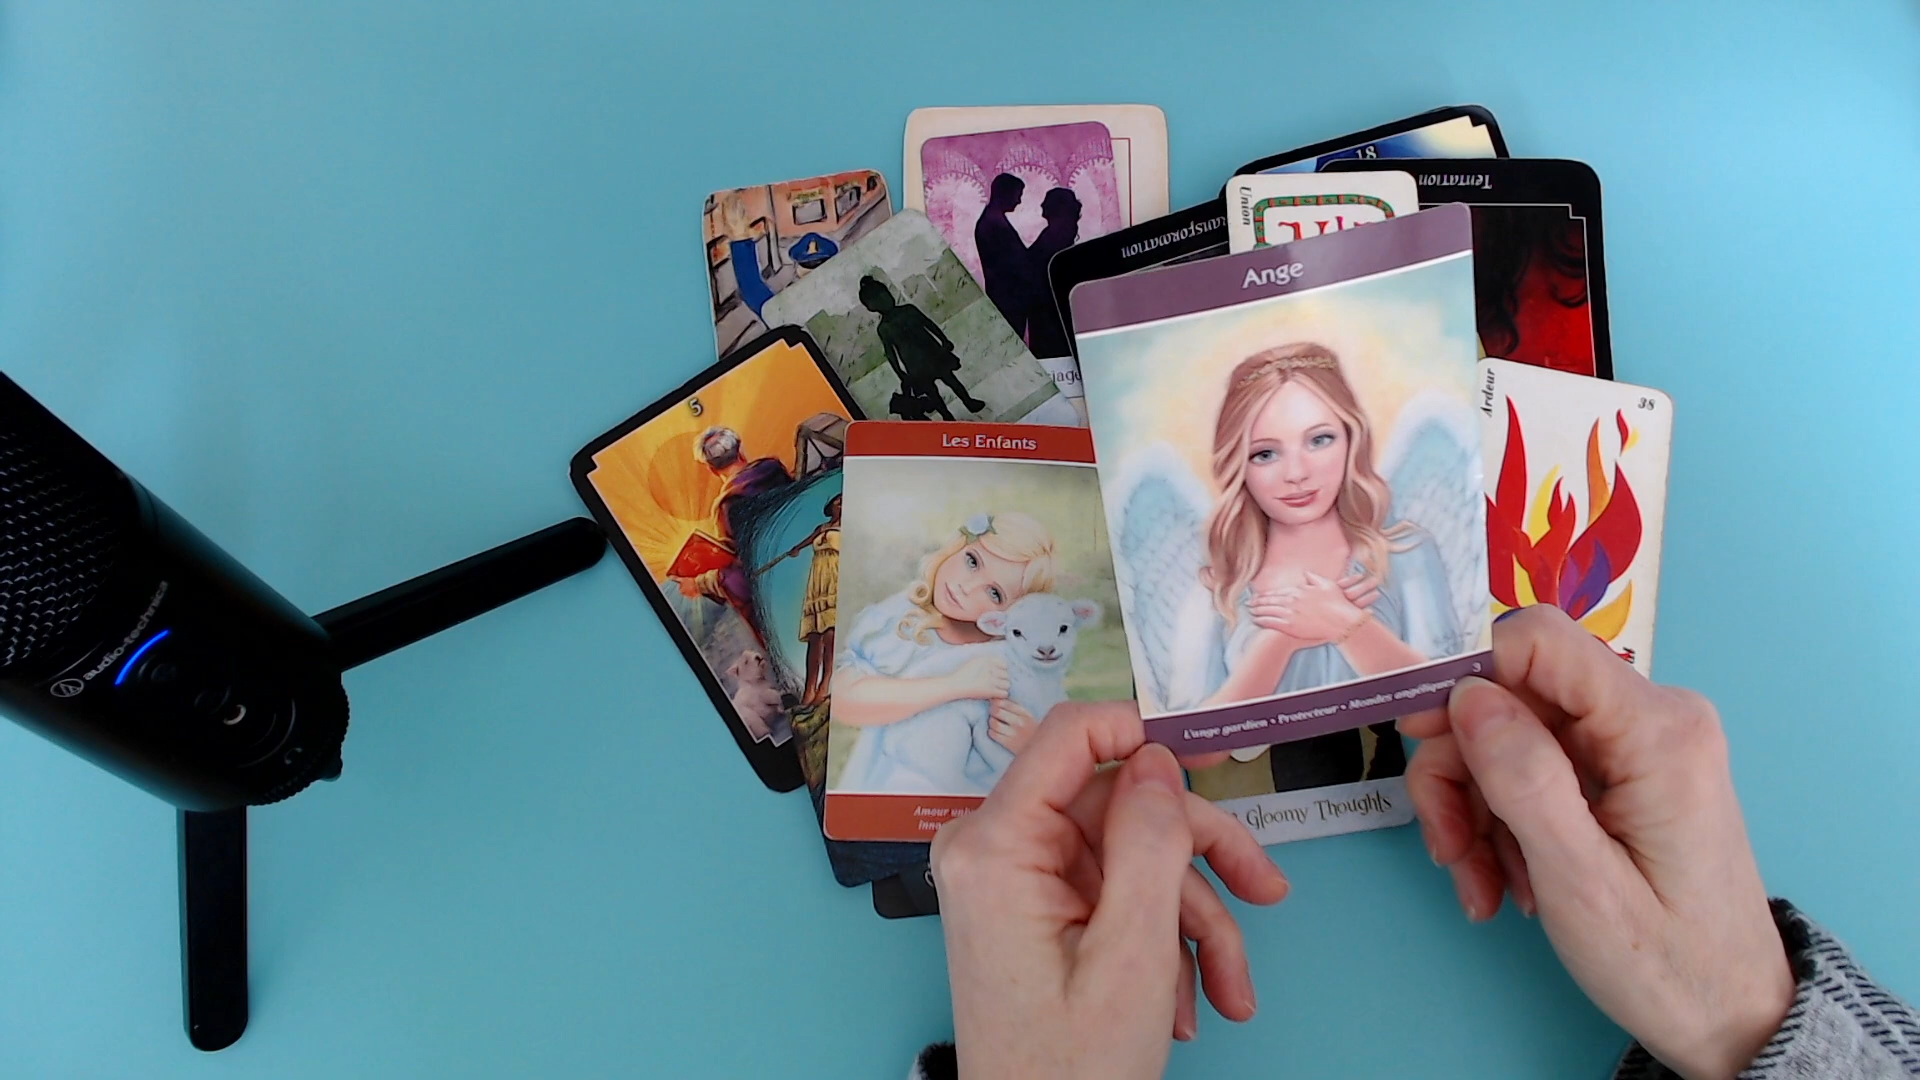 18
Tentation
Transformation
Union
Ange
Ardeur
38
5
Les Enfants
L'ange gardien • Protecteur • Mondes angéliques
3
Amour
Gloomy Thoughts
audio-technica